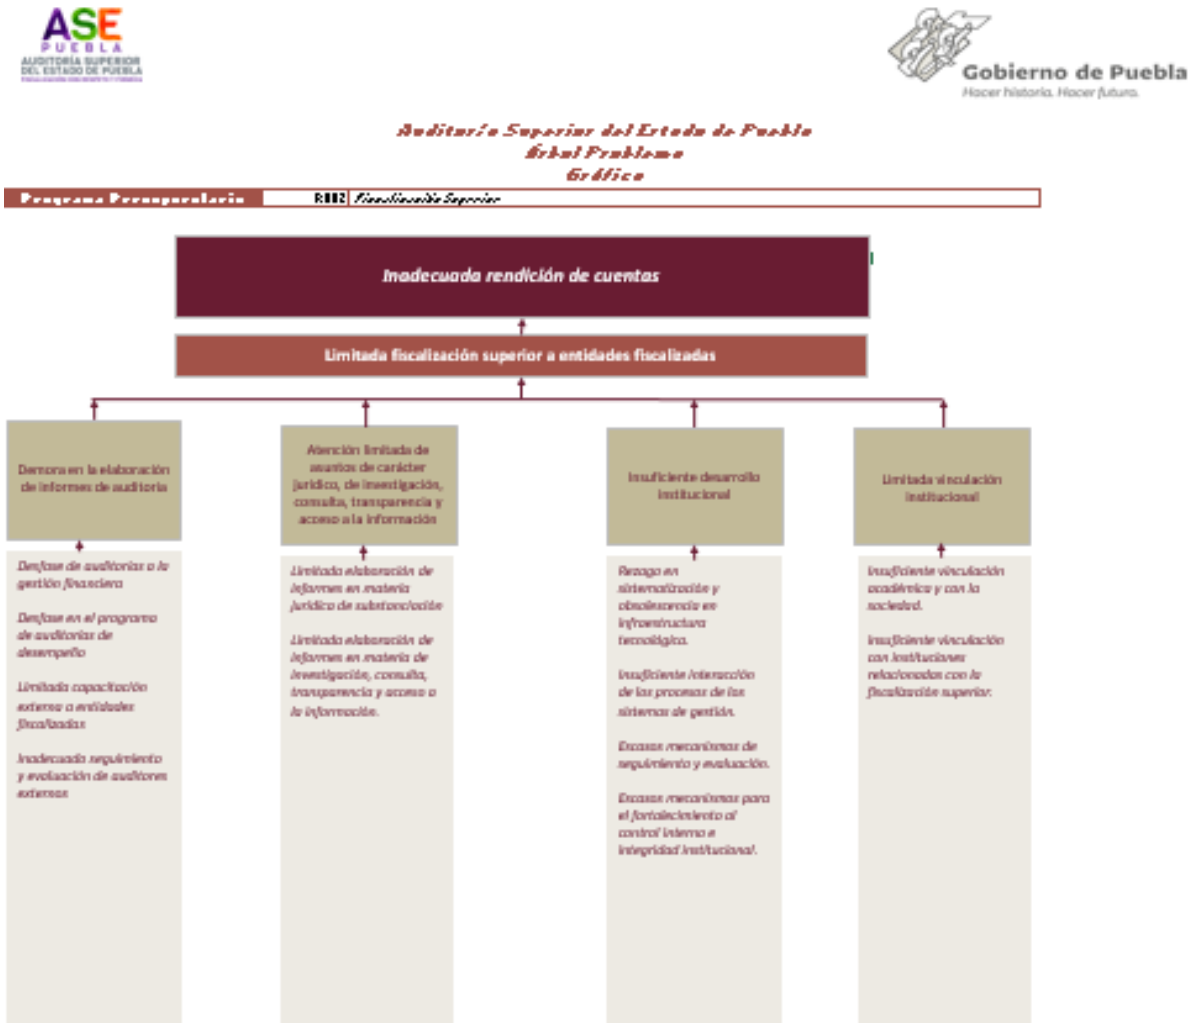 ASE
PUEBLA
AUDITORÍA SUPERIOR
DEL ESTADO DE PUEBLA
Gobierno de Puebla
Hacer historia. Hacer futuro.
Auditoría Superior del Estado de Puebla
Árbol Problema
Gráfico
Programa Presupuestario
R002 Fiscalización Superior
Inadecuada rendición de cuentas
Limitada fiscalización superior a entidades fiscalizadas
Demora en la elaboración
de informes de auditoría
Atención limitada de
asuntos de carácter
jurídico, de investigación,
consulta, transparencia y
acceso a la información
Insuficiente desarrollo
institucional
Limitada vinculación
institucional
Desfase de auditorías a la
gestión financiera
Desfase en el programa
de auditorías de
desempeño
Limitada capacitación
externa a entidades
fiscalizadas
Inadecuado seguimiento
y evaluación de auditores
externos
Limitada elaboración de
informes en materia
jurídica de substanciación
Limitada elaboración de
informes en materia de
investigación, consulta,
transparencia y acceso a
la información.
Rezago en
sistematización y
obsolescencia en
infraestructura
tecnológica.
Insuficiente interacción
de los procesos de los
sistemas de gestión.
Escasos mecanismos de
seguimiento y evaluación.
Escasos mecanismos para
el fortalecimiento al
control interno e
integridad institucional.
Insuficiente vinculación
académica y con la
sociedad.
Insuficiente vinculación
con instituciones
relacionadas con la
fiscalización superior.